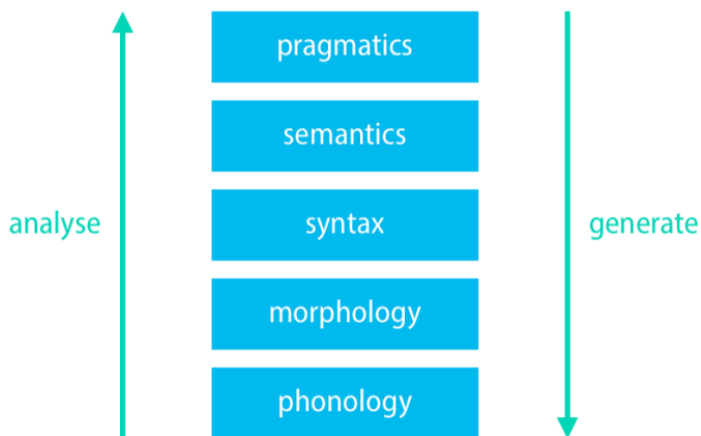 pragmatics
semantics
analyse
syntax
generate
morphology
phonology